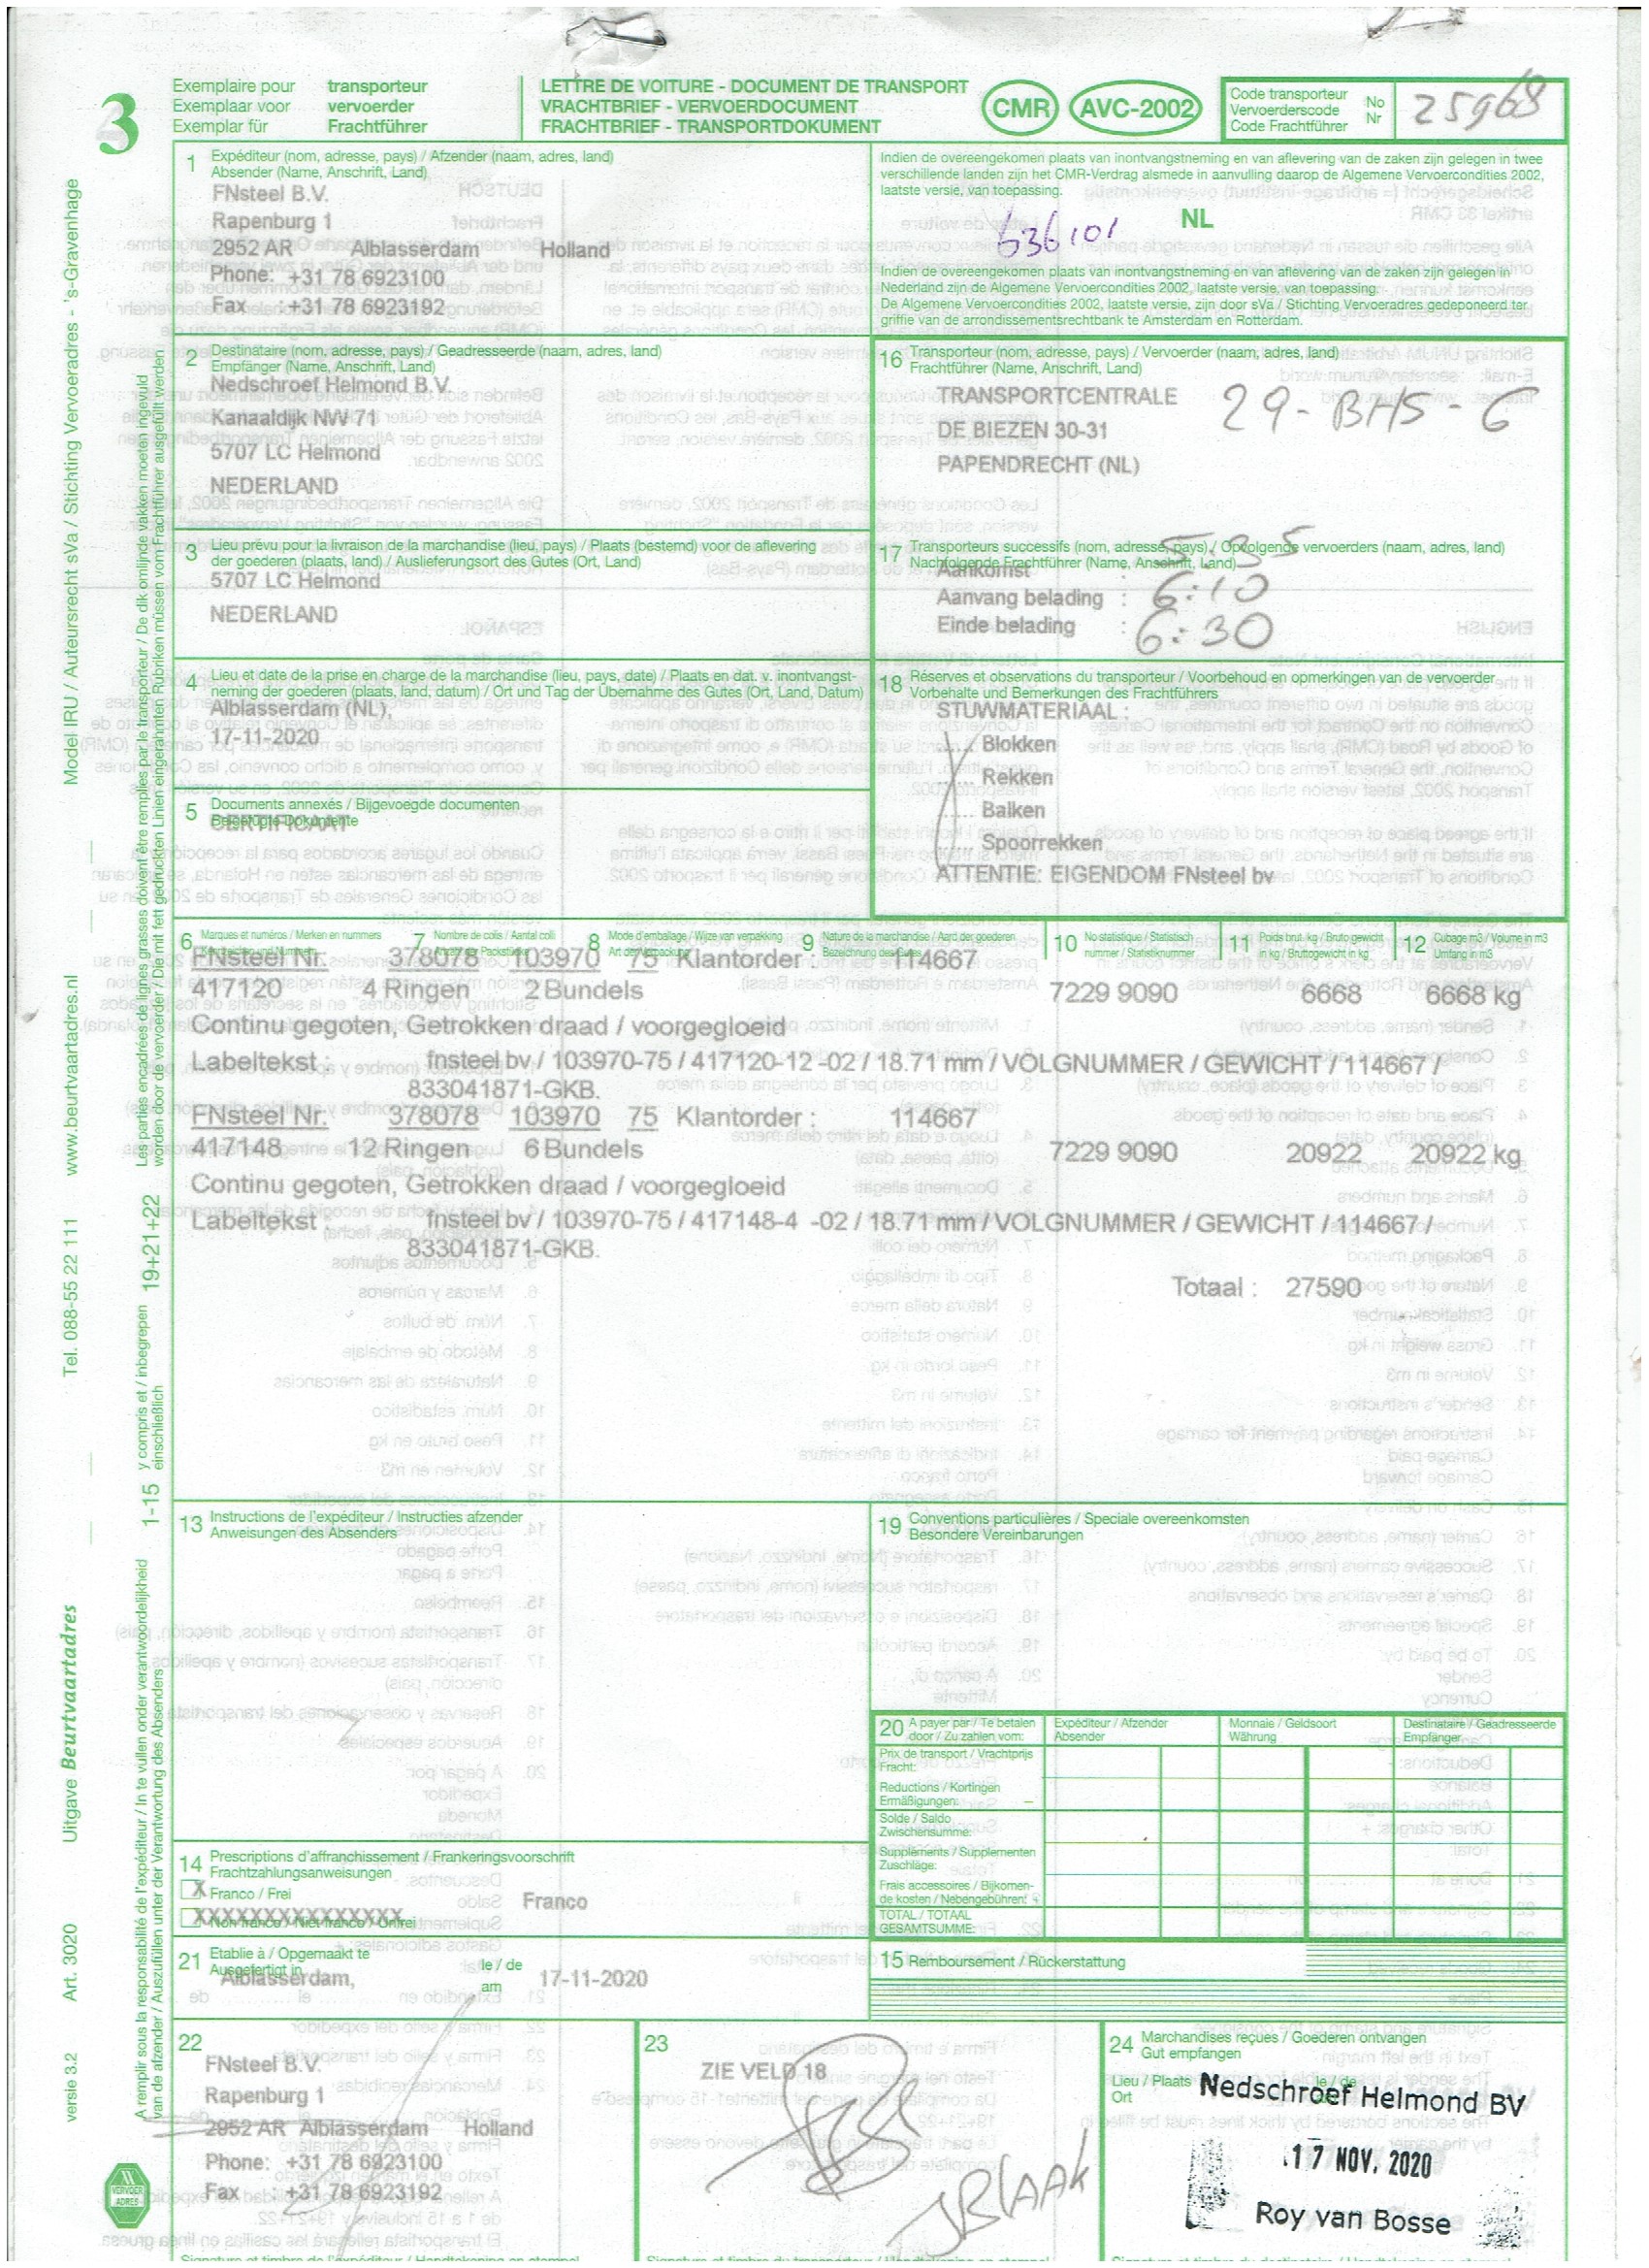 3
Exemplaire pour transporteur
Exemplaar voor vervoerder
Exemplar für Frachtführer
LETTRE DE VOITURE - DOCUMENT DE TRANSPORT
VRACHTBRIEF - VERVOERDOCUMENT
FRACHTBRIEF - TRANSPORTDOKUMENT
CMR
AVC-2002
Code transporteur No
Vervoerderscode Nr
Code Frachtführer
25968
1 Expéditeur (nom, adresse, pays) / Afzender (naam, adres, land)
Absender (Name, Anschrift, Land)
FNsteel B.V.
Rapenburg 1
2952 AR Alblasserdam Holland
Phone: +31 78 6923100
Fax : +31 78 6923192
Indien de overeengekomen plaats van inontvangstneming en van aflevering van de zaken zijn gelegen in twee
verschillende landen zijn het CMR-Verdrag alsmede in aanvulling daarop de Algemene Vervoercondities 2002,
laatste versie, van toepassing.
636101
NL
Indien de overeengekomen plaats van inontvangstneming en van aflevering van de zaken zijn gelegen in
Nederland zijn de Algemene Vervoercondities 2002, laatste versie, van toepassing.
De Algemene Vervoercondities 2002, laatste versie, zijn door sVa / Stichting Vervoeradres gedeponeerd ter
griffie van de arrondissementsrechtbank te Amsterdam en Rotterdam.
2 Destinataire (nom, adresse, pays) / Geadresseerde (naam, adres, land)
Empfänger (Name, Anschrift, Land)
Nedschroef Helmond B.V.
Kanaaldijk NW 71
5707 LC Helmond
NEDERLAND
16 Transporteur (nom, adresse, pays) / Vervoerder (naam, adres, land)
Frachtführer (Name, Anschrift, Land)
TRANSPORTCENTRALE
DE BIEZEN 30-31
PAPENDRECHT (NL)
29-BHS-6
3 Lieu prévu pour la livraison de la marchandise (lieu, pays) / Plaats (bestemd) voor de aflevering
der goederen (plaats, land) / Auslieferungsort des Gutes (Ort, Land)
5707 LC Helmond
NEDERLAND
17 Transporteurs successifs (nom, adresse, pays) / Opvolgende vervoerders (naam, adres, land)
Nachfolgende Frachtführer (Name, Anschrift, Land)
Aankomst 535
Aanvang belading : 6:10
Einde belading : 6:30
4 Lieu et date de la prise en charge de la marchandise (lieu, pays, date) / Plaats en dat. v. inontvangst-
neming der goederen (plaats, land, datum) / Ort und Tag der Übernahme des Gutes (Ort, Land, Datum)
Alblasserdam (NL),
17-11-2020
18 Réserves et observations du transporteur / Voorbehoud en opmerkingen van de vervoerder
Vorbehalte und Bemerkungen des Frachtführers
STUWMATERIAAL :
.... Blokken
.... Rekken
.... Balken
.... Spoorrekken
ATTENTIE: EIGENDOM FNsteel bv
5 Documents annexés / Bijgevoegde documenten
Beigefügte Dokumente
CERTIFICAAT
6 Marques et numéros / Merken en nummers
7 Nombre de colis / Aantal colli
8 Mode d'emballage / Wijze van verpakking
9 Nature de la marchandise / Aard der goederen
10 No statistique / Statistisch
nummer / Statistiknummer
11 Poids brut, kg / Bruto gewicht
in kg / Bruttogewicht in kg
12 Cubage m3 / Volume in m3
Umfang in m3
FNsteel Nr. 378078 103970 75 Klantorder : 114667
417120 4 Ringen 2 Bundels 7229 9090 6668 6668 kg
Continu gegoten, Getrokken draad / voorgegloeid
Labeltekst : fnsteel bv / 103970-75 / 417120-12 -02 / 18.71 mm / VOLGNUMMER / GEWICHT / 114667 /
833041871-GKB.
FNsteel Nr. 378078 103970 75 Klantorder : 114667
417148 12 Ringen 6 Bundels 7229 9090 20922 20922 kg
Continu gegoten, Getrokken draad / voorgegloeid
Labeltekst : fnsteel bv / 103970-75 / 417148-4 -02 / 18.71 mm / VOLGNUMMER / GEWICHT / 114667 /
833041871-GKB.
Totaal : 27590
13 Instructions de l'expéditeur / Instructies afzender
Anweisungen des Absenders
19 Conventions particulières / Speciale overeenkomsten
Besondere Vereinbarungen
20 A payer par / Te betalen
door / Zu zahlen vom:
Expéditeur / Afzender
Absender
Monnaie / Geldsoort
Währung
Destinataire / Geadresseerde
Empfänger
Prix de transport / Vrachtprijs
Fracht:
Reductions / Kortingen
Ermäßigungen: –
Solde / Saldo
Zwischensumme:
Suppléments / Supplementen
Zuschläge:
Frais accessoires / Bijkomen-
de kosten / Nebengebühren: +
TOTAL / TOTAAL
GESAMTSUMME:
14 Prescriptions d'affranchissement / Frankeringsvoorschrift
Frachtzahlungsanweisungen
X Franco / Frei
Franco
XXXXXXXXXXXXXXX
Non franco / Niet franco / Unfrei
21 Etablie à / Opgemaakt te
Ausgefertigt in
Alblasserdam,
le / de
am
17-11-2020
15 Remboursement / Rückerstattung
22
FNsteel B.V.
Rapenburg 1
2952 AR Alblasserdam Holland
Phone: +31 78 6923100
Fax : +31 78 6923192
23
ZIE VELD 18
J BLAAK
24 Marchandises reçues / Goederen ontvangen
Gut empfangen
Lieu / Plaats le / de
Ort
Nedschroef Helmond BV
17 NOV. 2020
Roy van Bosse
Model IRU / Auteursrecht sVa / Stichting Vervoeradres - 's-Gravenhage
www.beurtvaartadres.nl
Tel. 088-55 22 111
Uitgave Beurtvaartadres
Art. 3020
versie 3.2
Les parties encadrées de lignes grasses doivent être remplies par le transporteur / De dik omlijnde vakken moeten ingevuld
worden door de vervoerder / Die mit fett gedruckten Linien eingerahmten Rubriken müssen vom Frachtführer ausgefüllt werden
19+21+22
y compris et / inbegrepen
einschließlich
1-15
A remplir sous la responsabilité de l'expéditeur / In te vullen onder verantwoordelijkheid
van de afzender / Auszufüllen unter der Verantwortung des Absenders
VERVOER
ADRES